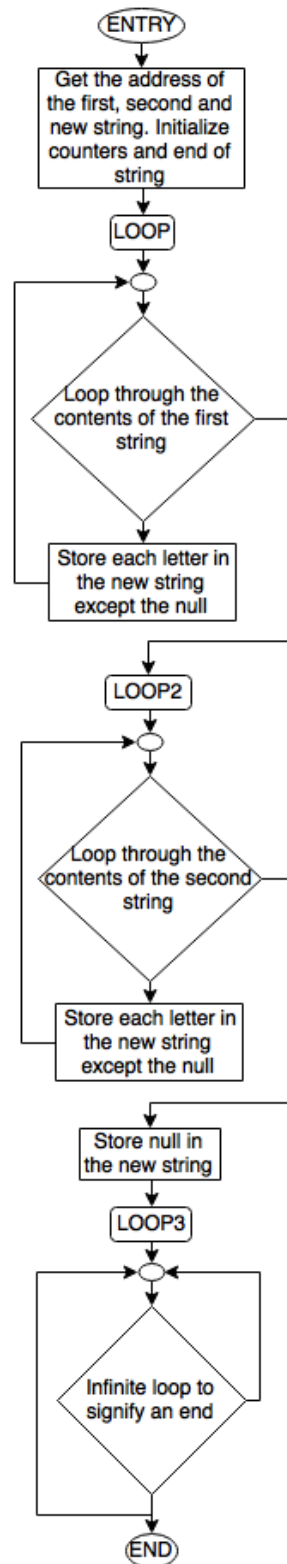 ENTRY
Get the address of
the first, second and
new string. Initialize
counters and end of
string
LOOP
Loop through the
contents of the first
string
Store each letter in
the new string
except the null
LOOP2
Loop through the
contents of the second
string
Store each letter in
the new string
except the null
Store null in
the new string
LOOP3
Infinite loop to
signify an end
END